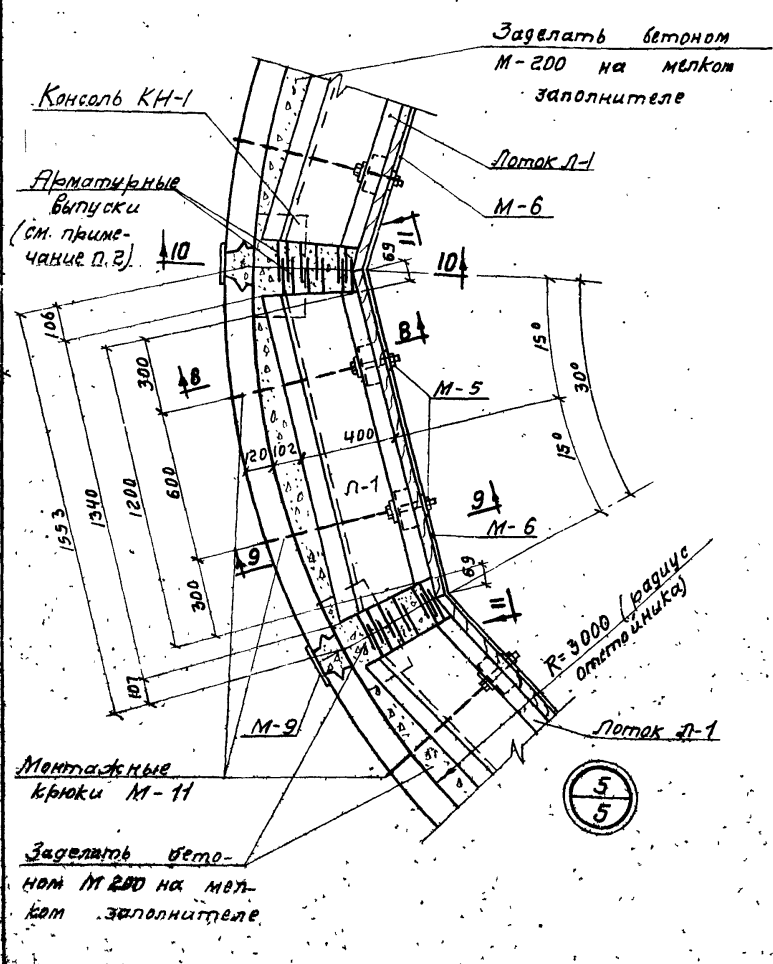 Заделать бетоном
М-200 на мелком
заполнителе
Консоль КН-1
Лоток Л-1
М-6
Арматурные
выпуски
(см. приме-
чание п.2)
10
10
11
69
106
8
8
300
15°
30°
М-5
120
102
400
Л-1
600
1200
1340
1553
15°
9
9
М-6
300
69
11
107
R=3000 (радиус
отстойника)
М-9
Лоток Л-1
Монтажные
крюки М-11
5
5
Заделать бето-
ном М200 на мел-
ком заполнителе